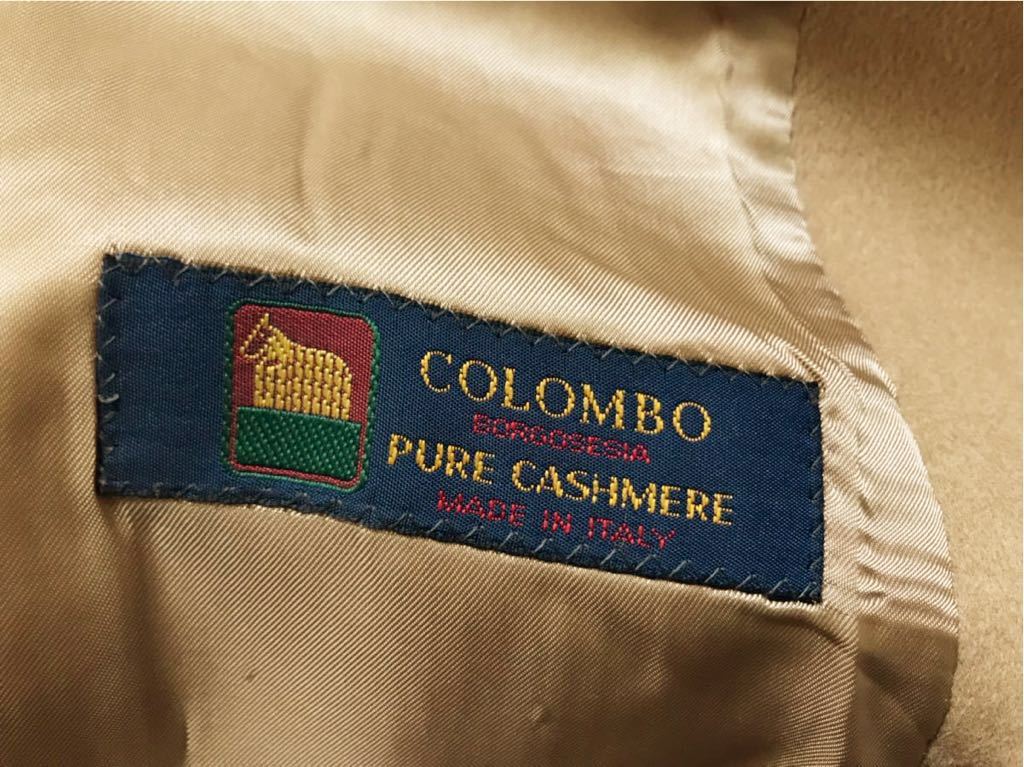 COLOMBO
BORGOSESIA
PURE CASHMERE
MADE IN ITALY